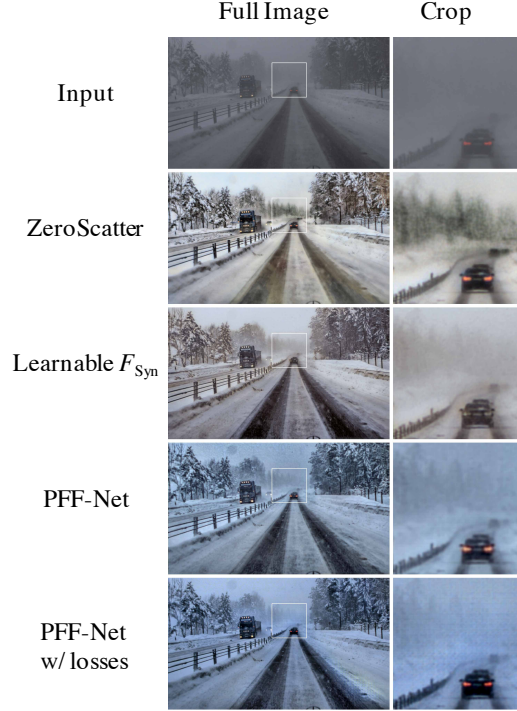 Full Image Crop
Input
ZeroScatter
Learnable F_Syn
PFF-Net
PFF-Net
w/ losses